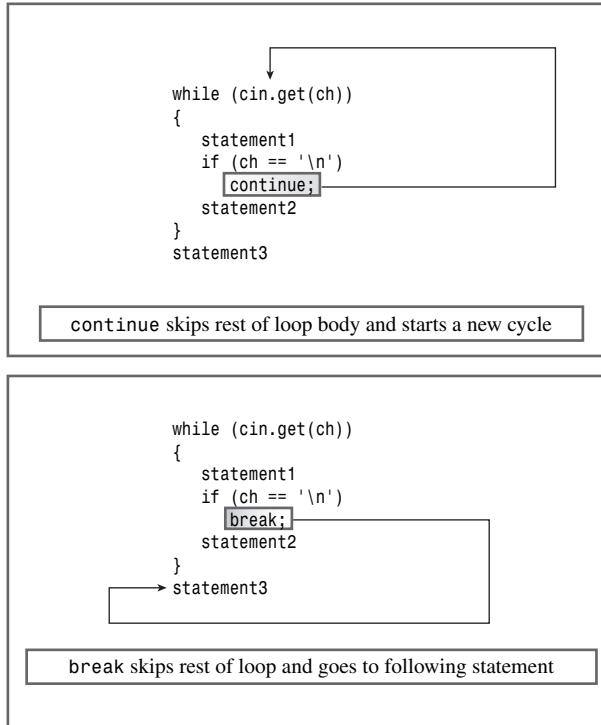 while (cin.get(ch))
{
   statement1
   if (ch == '\n')
      continue;
   statement2
}
statement3
continue skips rest of loop body and starts a new cycle
while (cin.get(ch))
{
   statement1
   if (ch == '\n')
      break;
   statement2
}
statement3
break skips rest of loop and goes to following statement